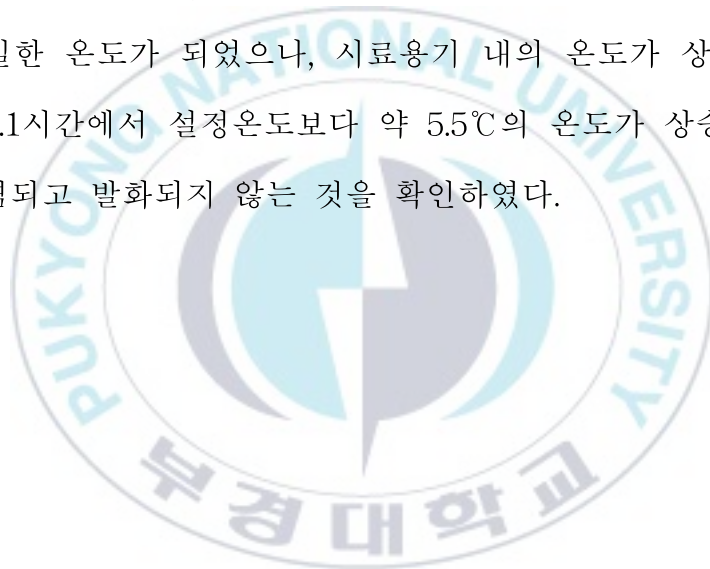 일한 온도가 되었으나, 시료용기 내의 온도가 상
.1시간에서 설정온도보다 약 5.5℃의 온도가 상승
되고 발화되지 않는 것을 확인하였다.
PUKYONG NATIONAL UNIVERSITY
부경대학교